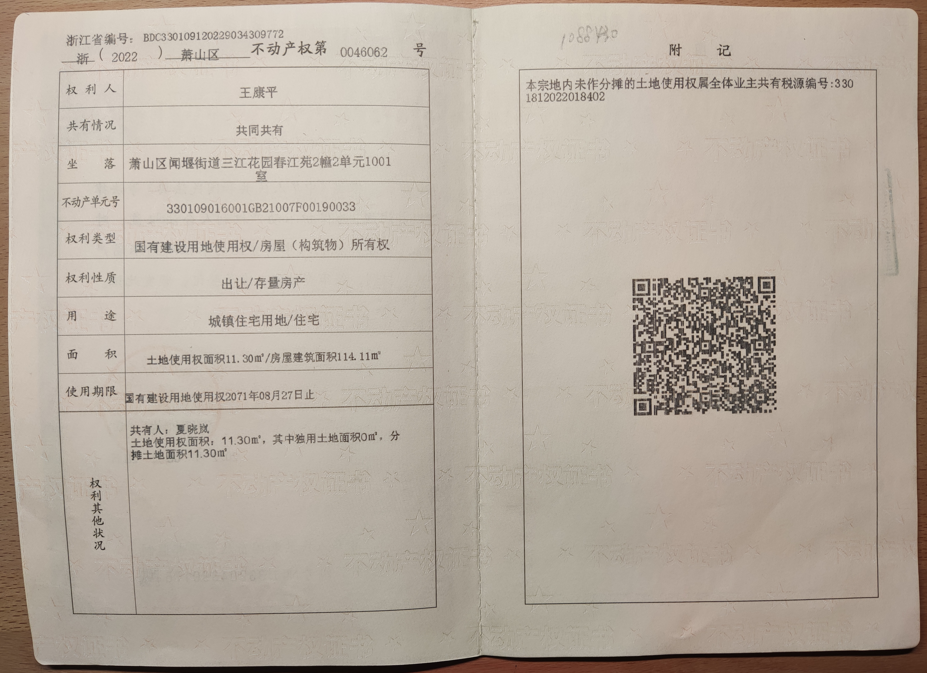 浙江省编号: BDC330109120229034309772
浙 ( 2022 ) 萧山区 不动产权第 0046062 号
权利人 王康平
共有情况 共同共有
坐落 萧山区闻堰街道三江花园春江苑2幢2单元1001
室
不动产单元号 330109016001GB21007F00190033
权利类型 国有建设用地使用权/房屋（构筑物）所有权
权利性质 出让/存量房产
用途 城镇住宅用地/住宅
面积 土地使用权面积11.30㎡/房屋建筑面积114.11㎡
使用期限 国有建设用地使用权2071年08月27日止
权利其他状况
共有人: 夏晓岚
土地使用权面积: 11.30㎡, 其中独用土地面积0㎡, 分
摊土地面积11.30㎡
附记
本宗地内未作分摊的土地使用权属全体业主共有税源编号:330
1812022018402